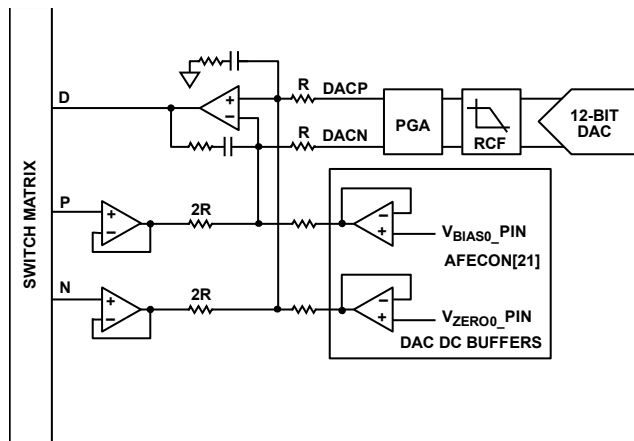 SWITCH MATRIX
D
P
N
+
−
R
DACP
R
DACN
PGA
RCF
12-BIT
DAC
+
−
2R
−
+
VBIAS0_PIN
AFECON[21]
+
−
2R
−
+
VZERO0_PIN
DAC DC BUFFERS